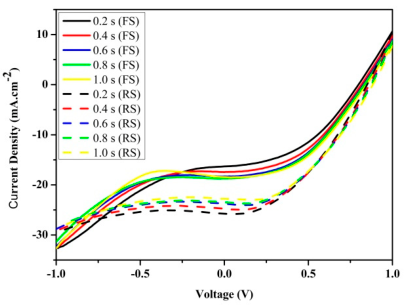 0.2 s (FS)
0.4 s (FS)
0.6 s (FS)
0.8 s (FS)
1.0 s (FS)
0.2 s (RS)
0.4 s (RS)
0.6 s (RS)
0.8 s (RS)
1.0 s (RS)
Current Density (mA.cm-2)
10
0
-10
-20
-30
-1.0 -0.5 0.0 0.5 1.0
Voltage (V)